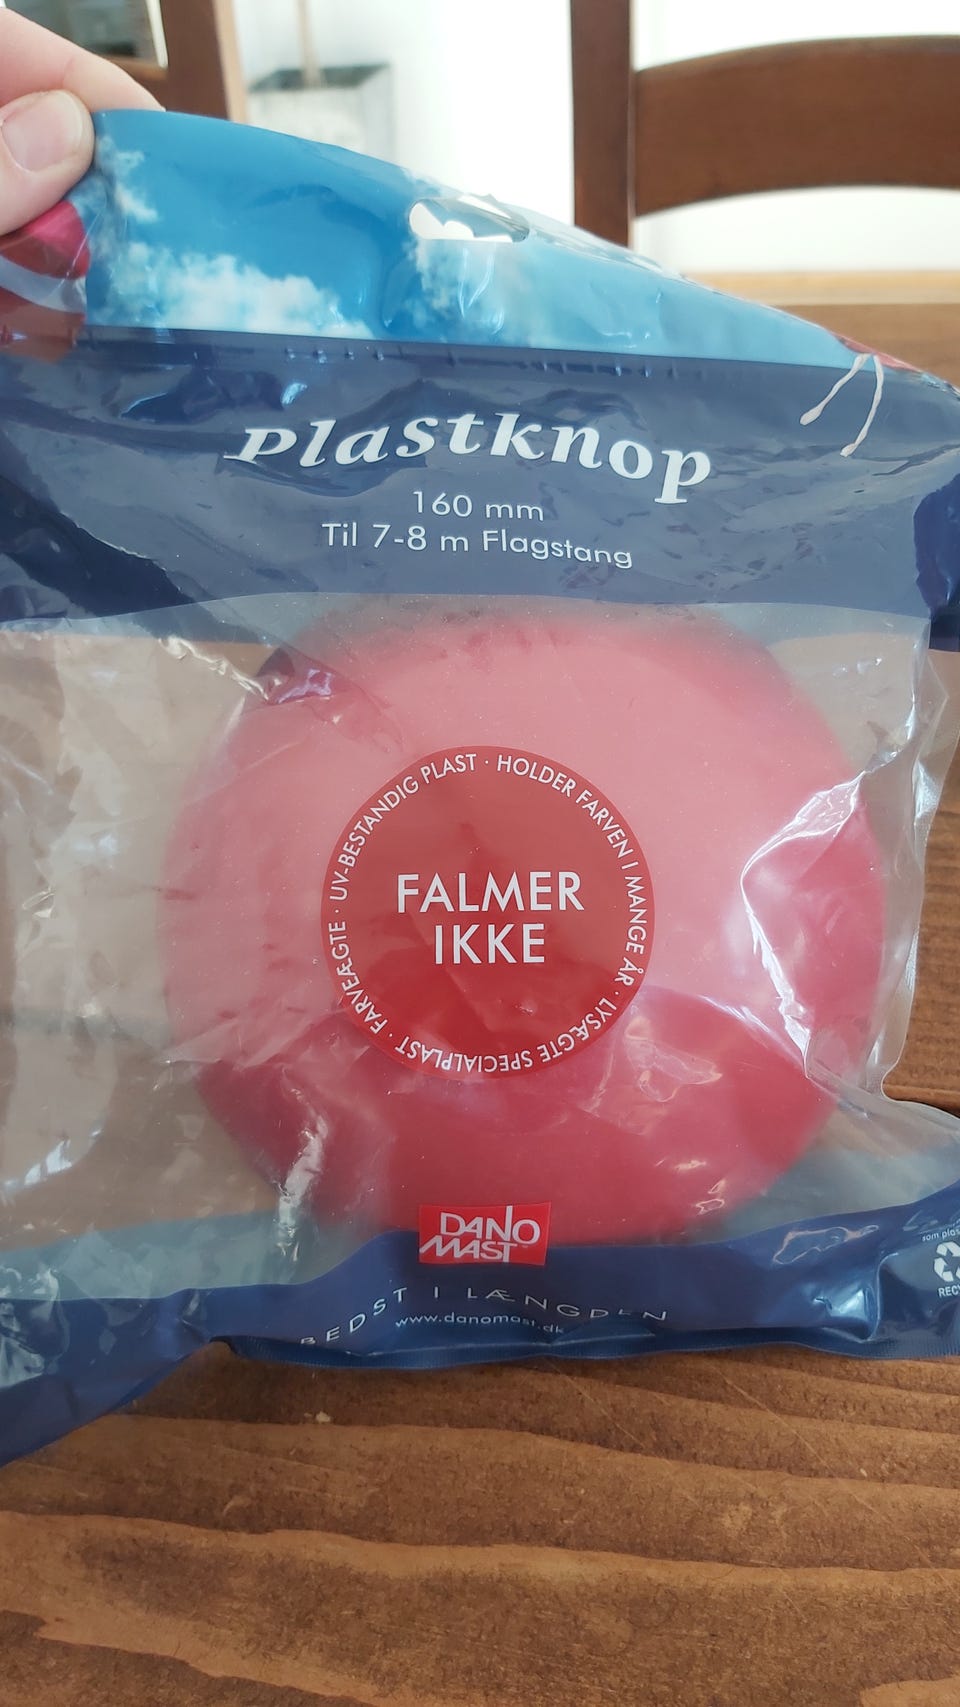 Plastknop
160 mm
Til 7-8 m Flagstang
UV-BESTANDIG PLAST · HOLDER FARVEN I MANGE ÅR · LYSÆGTE SPECIALPLAST · FARVEÆGTE ·
FALMER
IKKE
DANO
MAST
BEDST I LÆNGDEN
www.danomast.dk
som